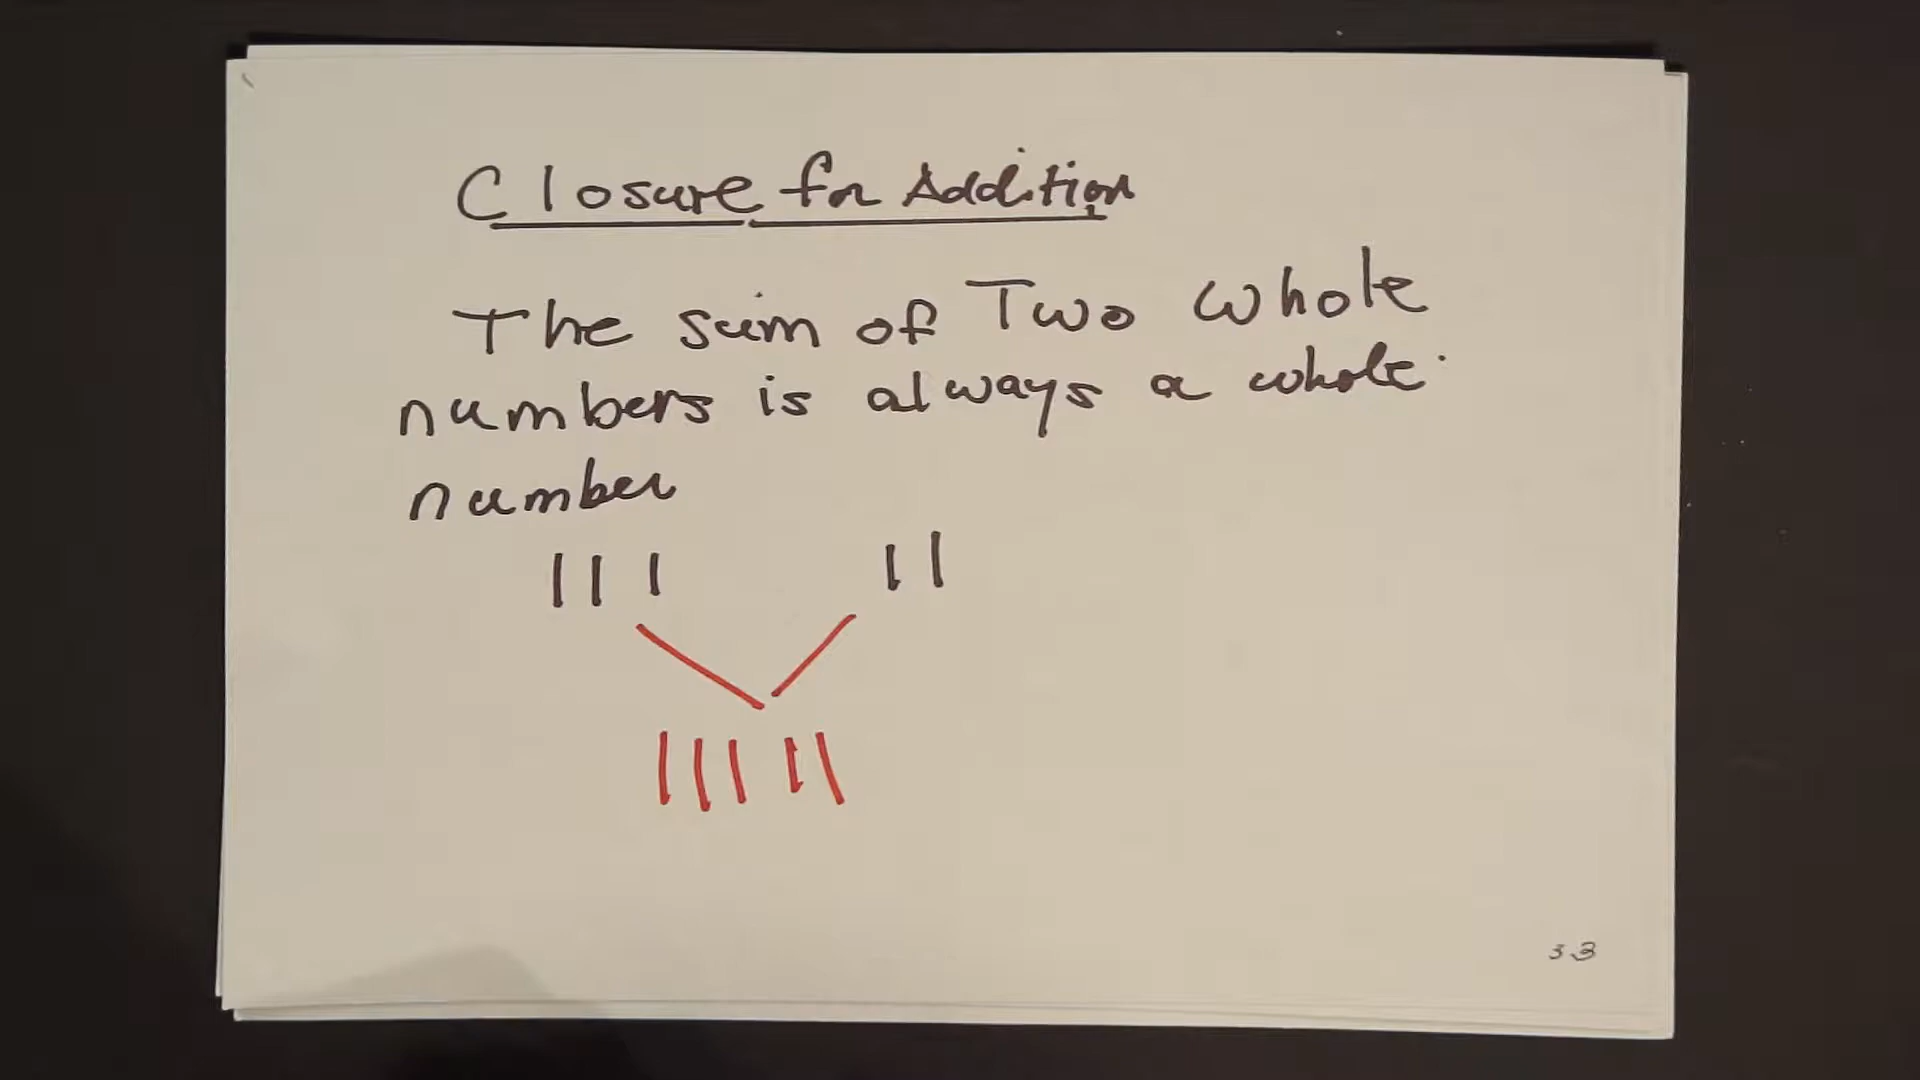 Closure for Addition
The sum of Two whole
numbers is always a whole
number
||| ||
||| ||
33